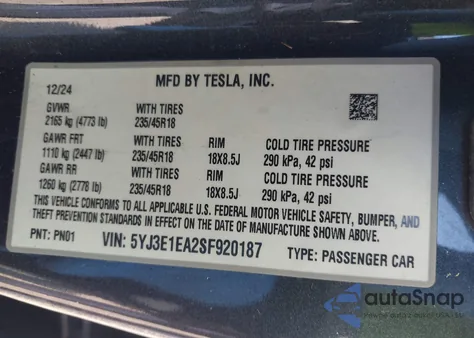 MFD BY TESLA, INC.
12/24
GVWR WITH TIRES
2165 kg (4773 lb) 235/45R18
GAWR FRT WITH TIRES RIM COLD TIRE PRESSURE
1110 kg (2447 lb) 235/45R18 18X8.5J 290 kPa, 42 psi
GAWR RR WITH TIRES RIM COLD TIRE PRESSURE
1260 kg (2778 lb) 235/45R18 18X8.5J 290 kPa, 42 psi
THIS VEHICLE CONFORMS TO ALL APPLICABLE U.S. FEDERAL MOTOR VEHICLE SAFETY, BUMPER, AND
THEFT PREVENTION STANDARDS IN EFFECT ON THE DATE OF MANUFACTURE SHOWN ABOVE.
PNT: PN01 VIN: 5YJ3E1EA2SF920187 TYPE: PASSENGER CAR
autoSnap